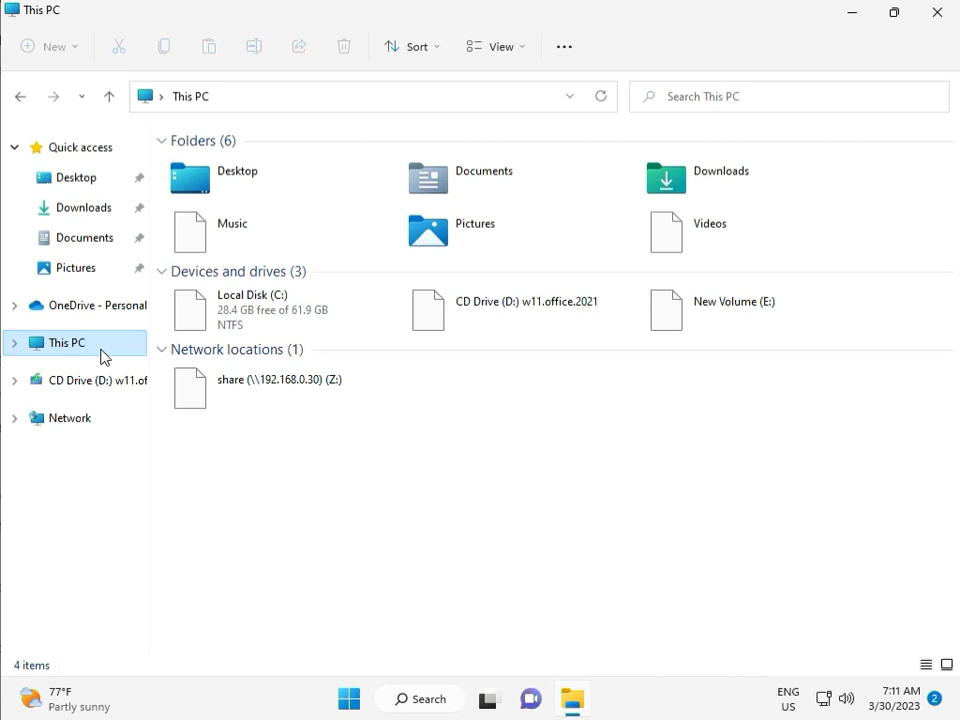 This PC
New
Sort
View
This PC
Search This PC
Quick access
Desktop
Downloads
Documents
Pictures
OneDrive - Personal
This PC
CD Drive (D:) w11.of
Network
Folders (6)
Desktop
Documents
Downloads
Music
Pictures
Videos
Devices and drives (3)
Local Disk (C:)
28.4 GB free of 61.9 GB
NTFS
CD Drive (D:) w11.office.2021
New Volume (E:)
Network locations (1)
share (\\192.168.0.30) (Z:)
4 items
77°F
Partly sunny
Search
ENG
US
7:11 AM
3/30/2023
2